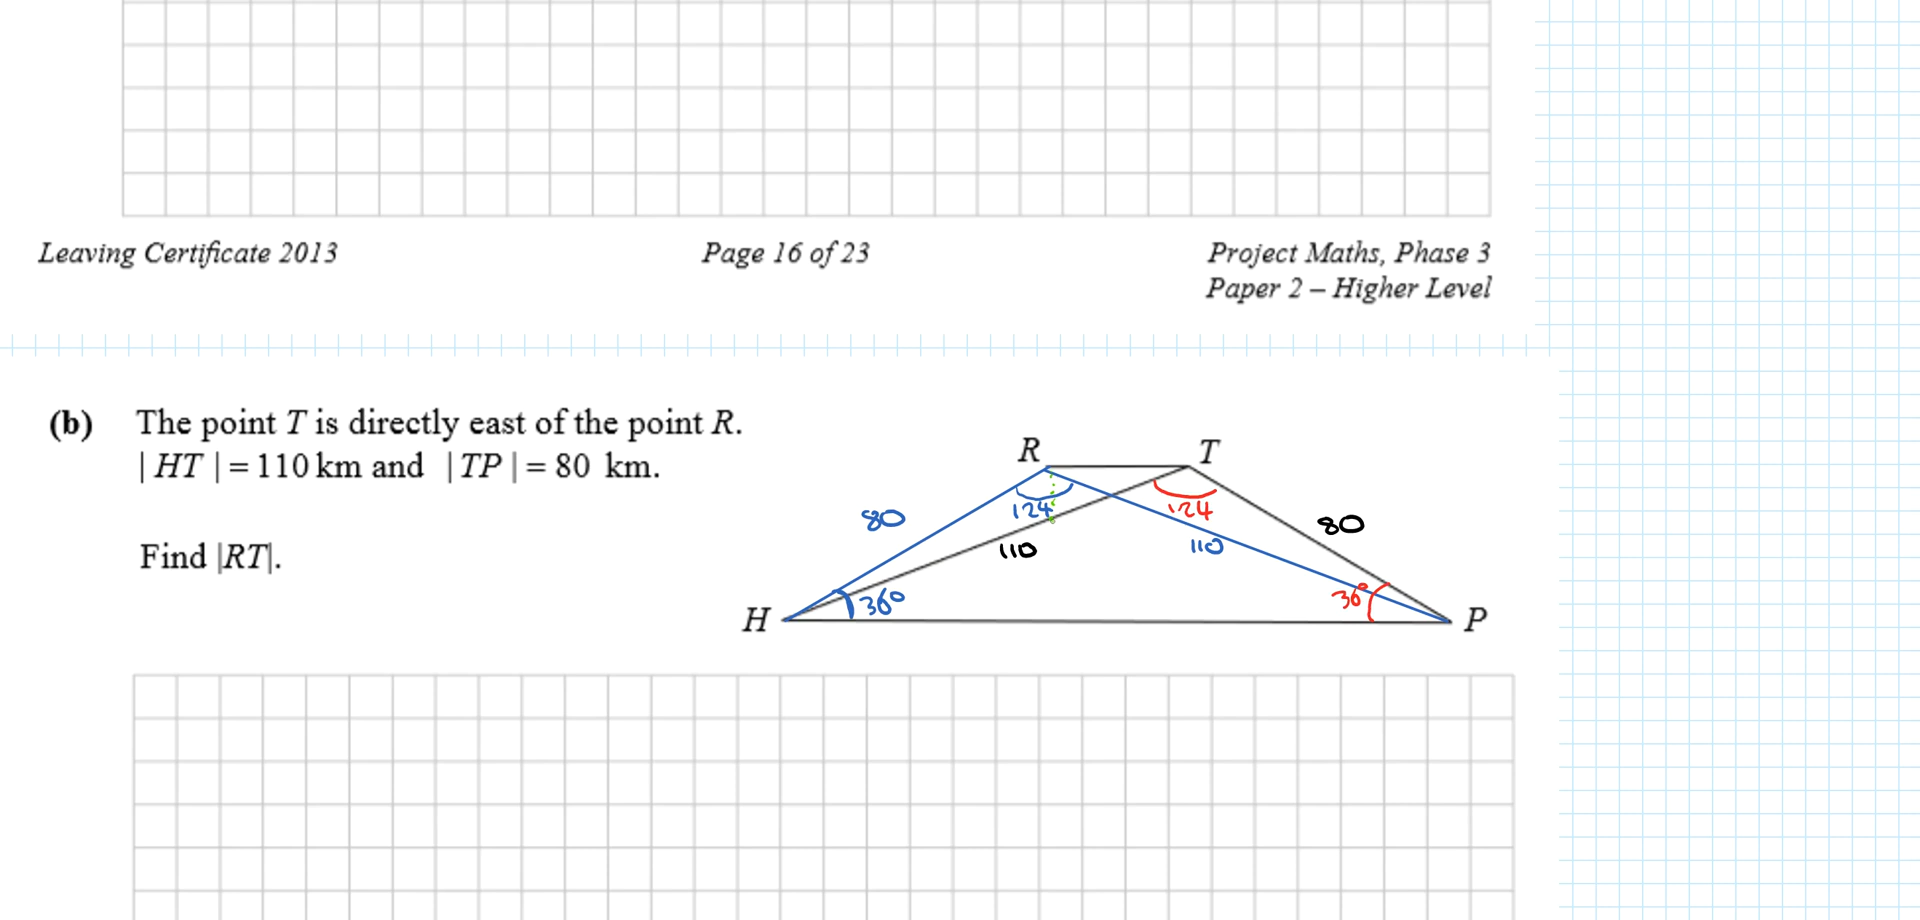 Leaving Certificate 2013 Page 16 of 23 Project Maths, Phase 3
Paper 2 – Higher Level
(b) The point T is directly east of the point R.
| HT | = 110 km and | TP | = 80 km.
Find |RT|.
R T
80 124 124 80
110 110
36° 36°
H P